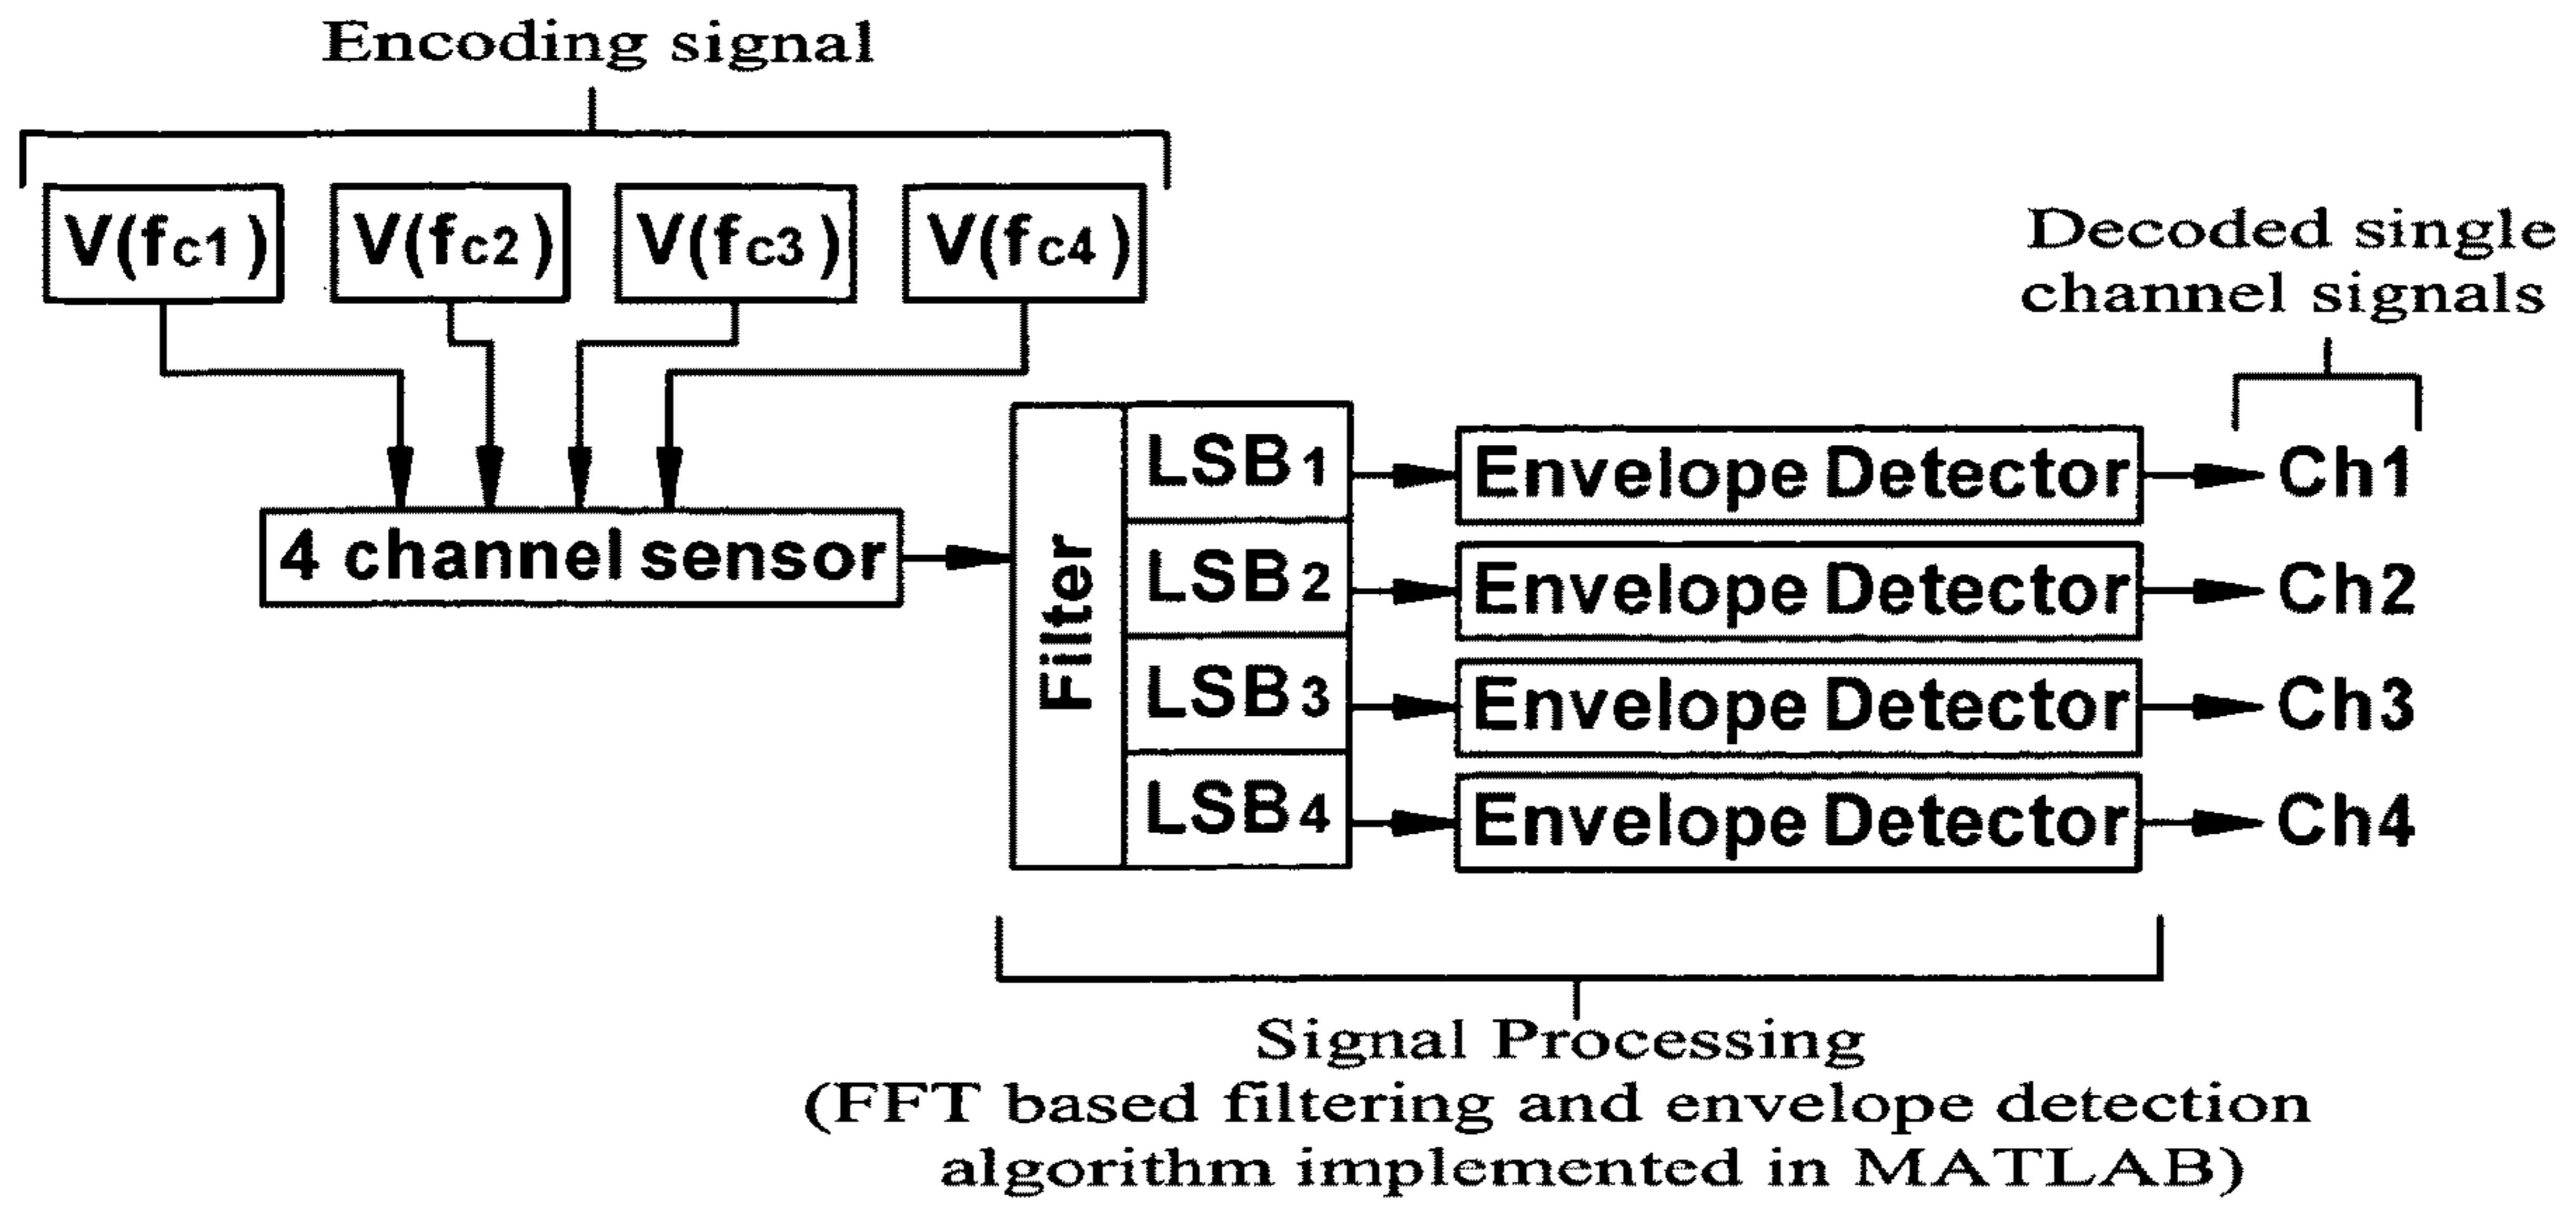 Encoding signal
V(fc1) V(fc2) V(fc3) V(fc4)
Decoded single
channel signals
4 channel sensor
Filter
LSB1 Envelope Detector Ch1
LSB2 Envelope Detector Ch2
LSB3 Envelope Detector Ch3
LSB4 Envelope Detector Ch4
Signal Processing
(FFT based filtering and envelope detection
algorithm implemented in MATLAB)